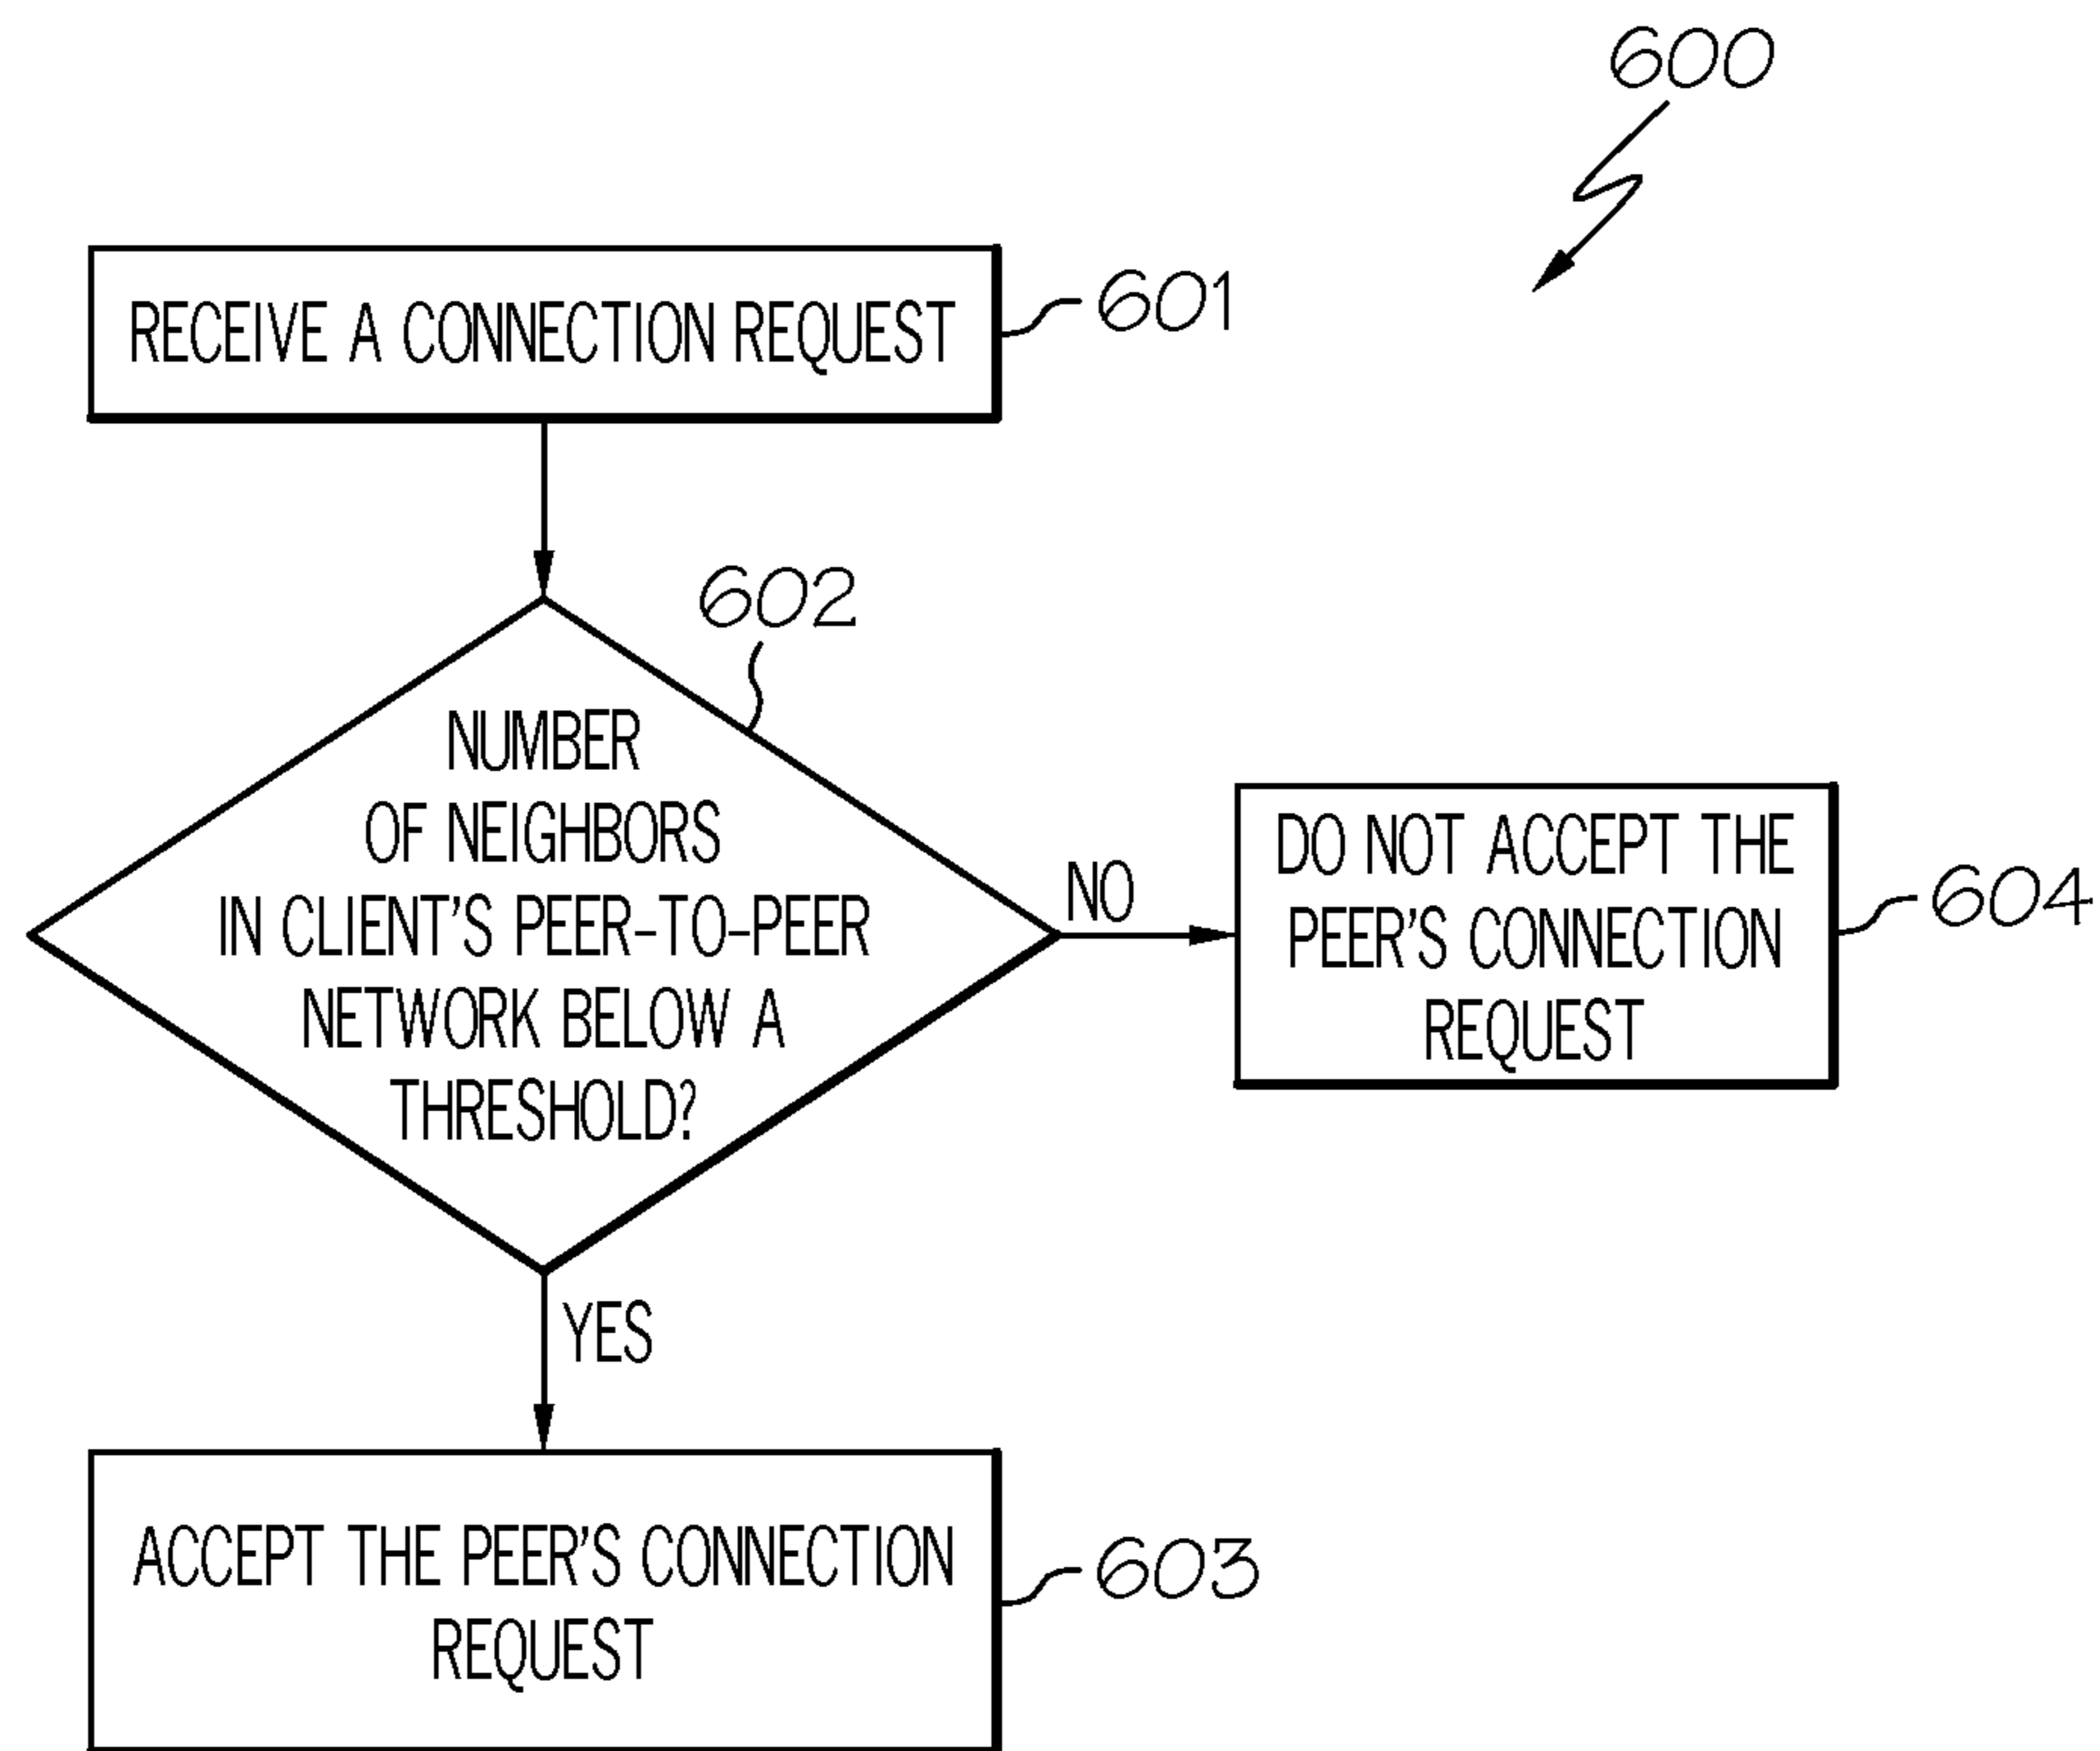 600
RECEIVE A CONNECTION REQUEST
601
602
NUMBER
OF NEIGHBORS
IN CLIENT'S PEER-TO-PEER
NETWORK BELOW A
THRESHOLD?
NO
DO NOT ACCEPT THE
PEER'S CONNECTION
REQUEST
604
YES
ACCEPT THE PEER'S CONNECTION
REQUEST
603